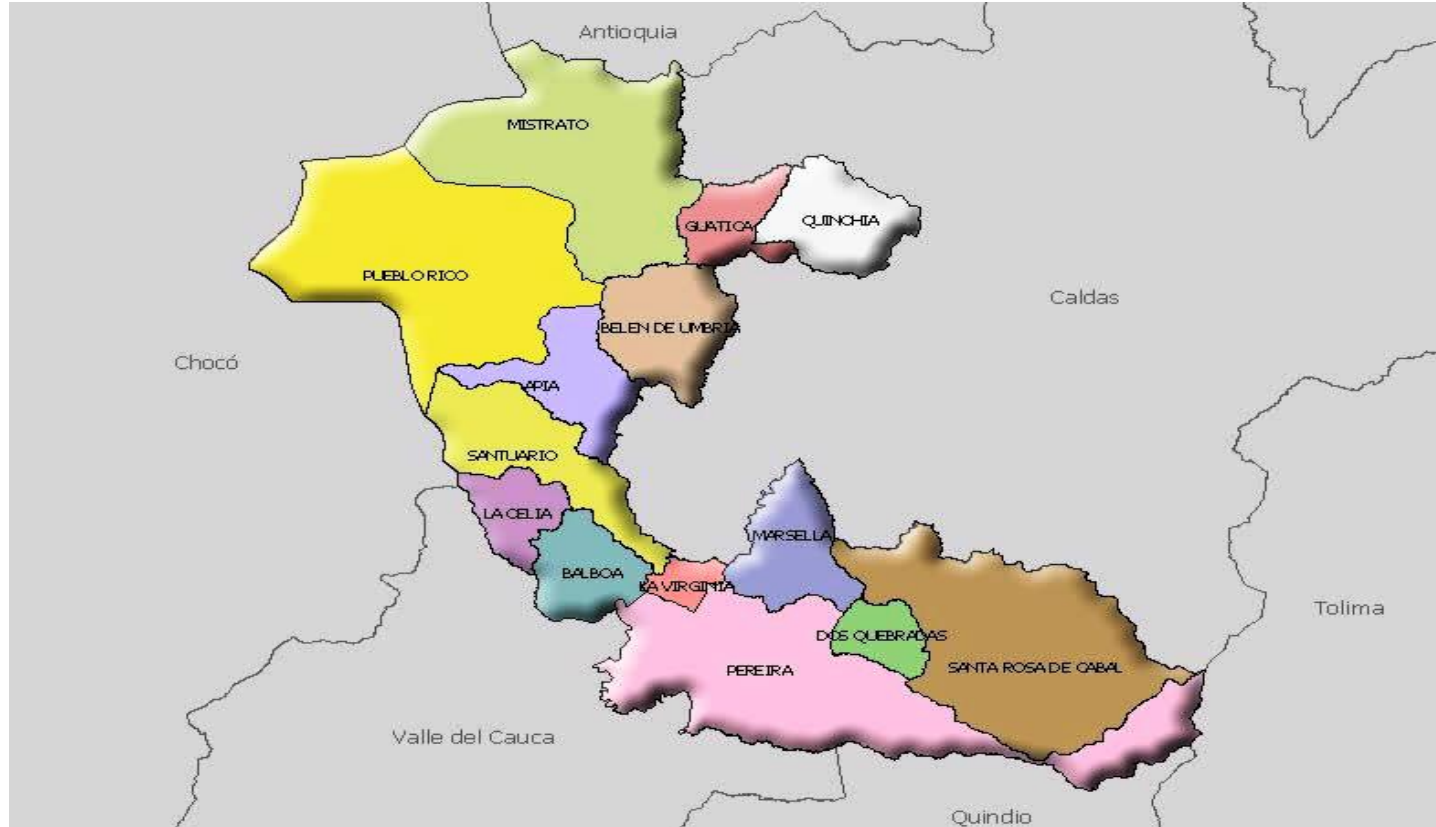 Antioquia
MISTRATO
GUATICA
QUINCHIA
PUEBLO RICO
Caldas
BELEN DE UMBRIA
Chocó
APIA
SANTUARIO
LA CELIA
MARSELLA
BALBOA
LA VIRGINIA
Tolima
DOS QUEBRADAS
SANTA ROSA DE CABAL
PEREIRA
Valle del Cauca
Quindio